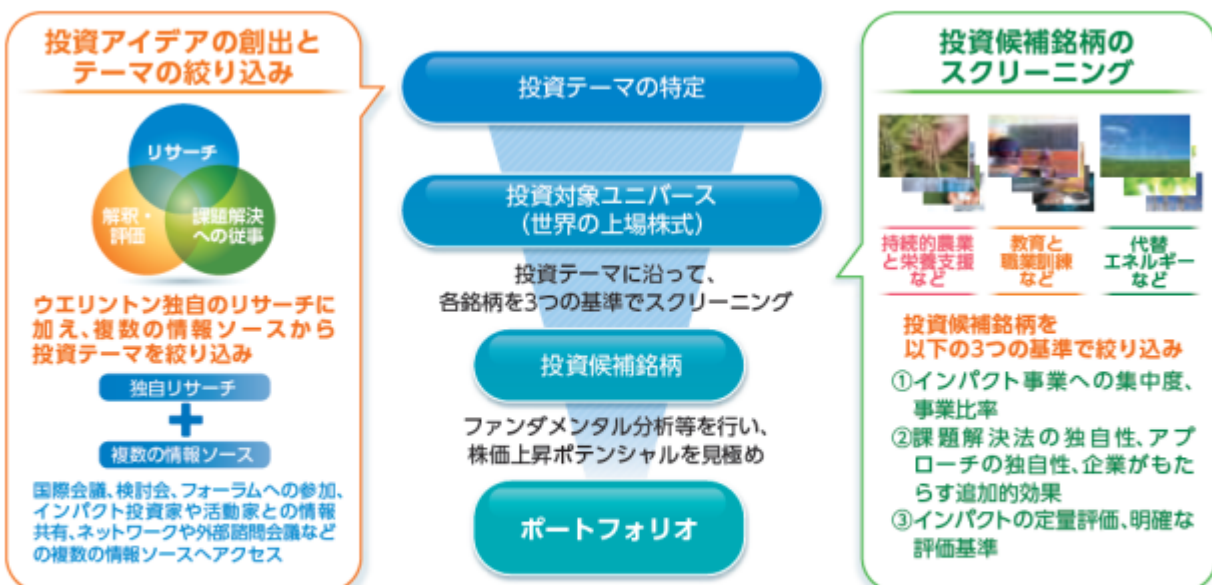 投資アイデアの創出と
テーマの絞り込み
リサーチ
解釈・
評価
課題解決
への従事
ウエリントン独自のリサーチに
加え、複数の情報ソースから
投資テーマを絞り込み
独自リサーチ
+
複数の情報ソース
国際会議、検討会、フォーラムへの参加、
インパクト投資家や活動家との情報
共有、ネットワークや外部諮問会議など
の複数の情報ソースへアクセス
投資テーマの特定
投資対象ユニバース
(世界の上場株式)
投資テーマに沿って、
各銘柄を3つの基準でスクリーニング
投資候補銘柄
ファンダメンタル分析等を行い、
株価上昇ポテンシャルを見極め
ポートフォリオ
投資候補銘柄の
スクリーニング
持続的農業
と栄養支援
など
教育と
職業訓練
など
代替
エネルギー
など
投資候補銘柄を
以下の3つの基準で絞り込み
①インパクト事業への集中度、
事業比率
②課題解決法の独自性、アプ
ローチの独自性、企業がもた
らす追加的効果
③インパクトの定量評価、明確な
評価基準